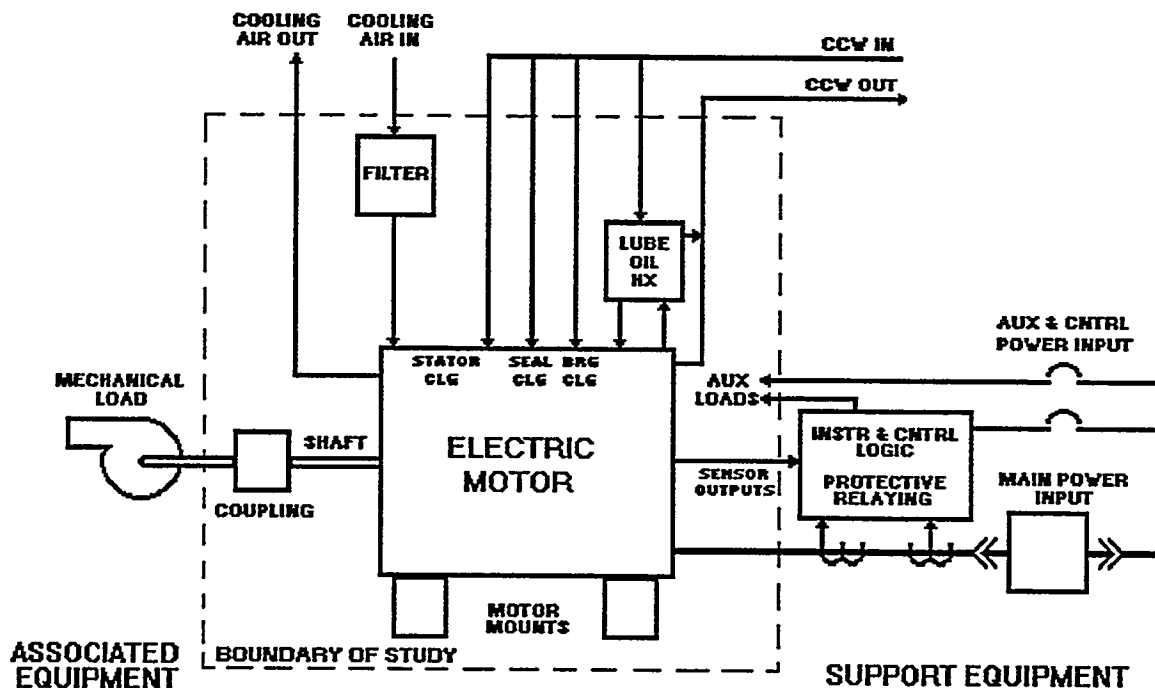 COOLING
AIR OUT
COOLING
AIR IN
CCW IN
CCW OUT
FILTER
LUBE
OIL
HX
AUX & CNTRL
POWER INPUT
STATOR
CLG
SEAL
CLG
BRG
CLG
MECHANICAL
LOAD
AUX
LOADS
SHAFT
ELECTRIC
MOTOR
INSTR & CNTRL
LOGIC
PROTECTIVE
RELAYING
SENSOR
OUTPUTS
MAIN POWER
INPUT
COUPLING
MOTOR
MOUNTS
ASSOCIATED
EQUIPMENT
BOUNDARY OF STUDY
SUPPORT EQUIPMENT